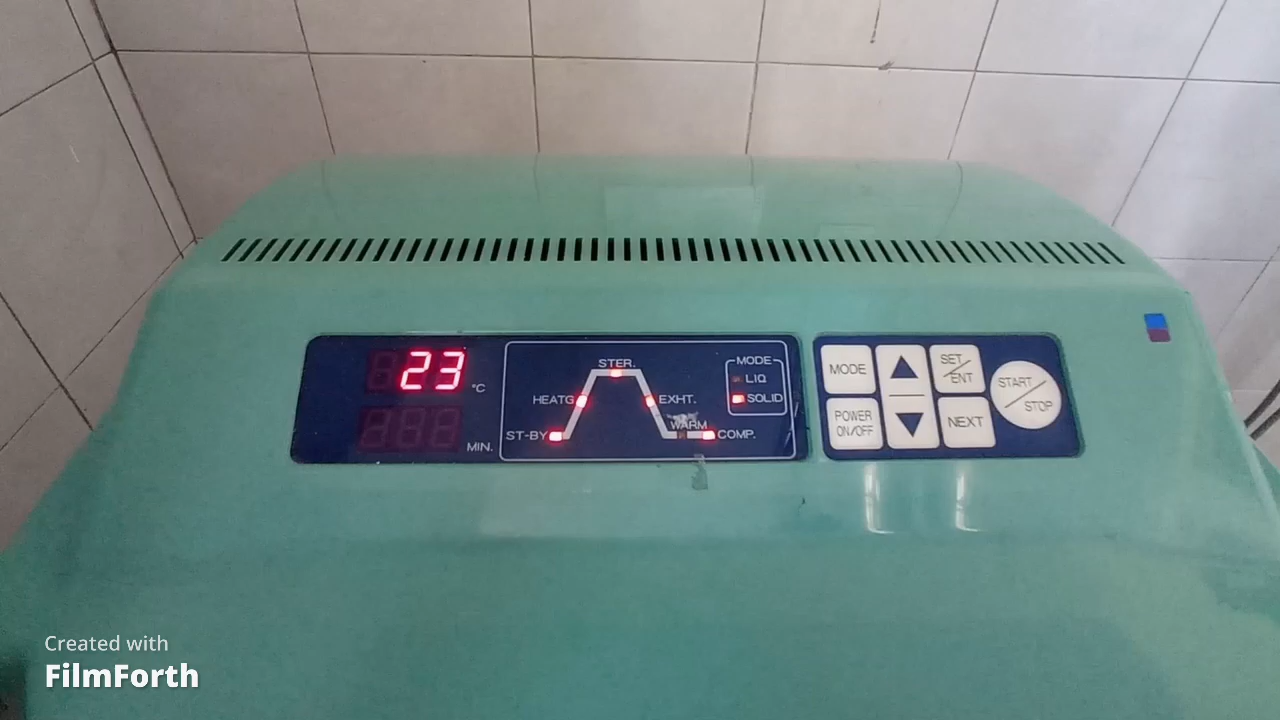 23
°C
MIN.
STER.
HEATG
EXHT.
ST-BY
WARM
COMP.
MODE
LIQ
SOLID
MODE
SET/
ENT
START/
STOP
POWER
ON/OFF
NEXT
Created with
FilmForth